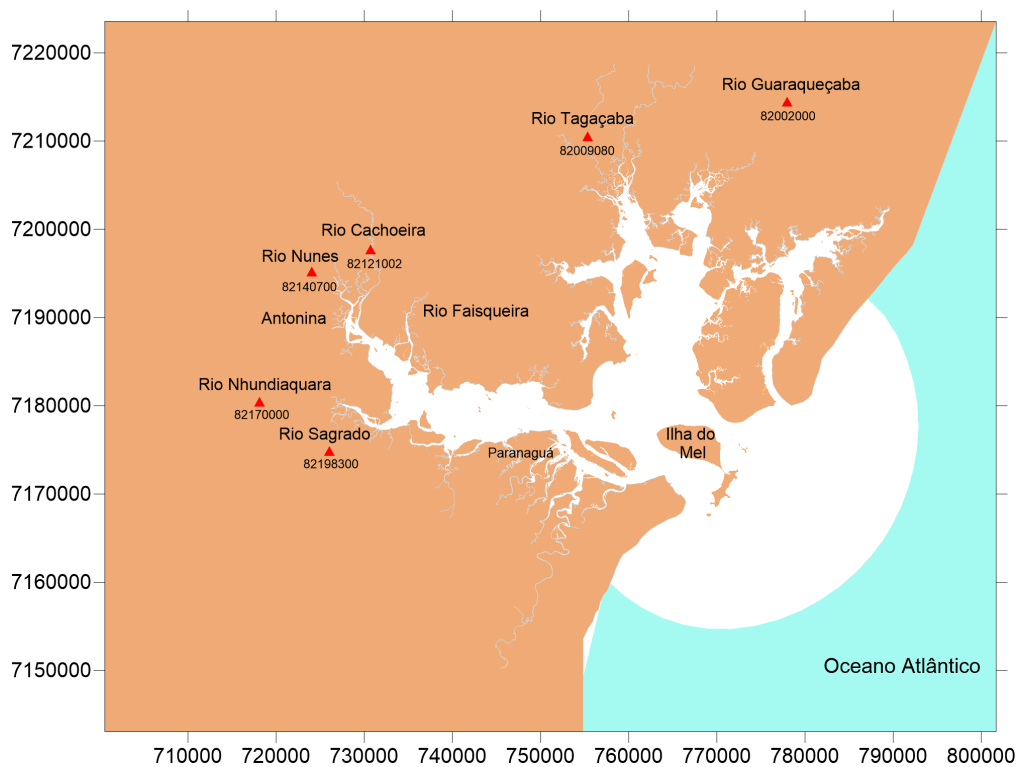 7220000
Rio Guaraqueçaba
82002000
Rio Tagaçaba
82009080
7210000
7200000
Rio Cachoeira
82121002
Rio Nunes
82140700
7190000
Antonina
Rio Faisqueira
Rio Nhundiaquara
82170000
7180000
Rio Sagrado
82198300
Paranaguá
Ilha do
Mel
7170000
7160000
7150000
Oceano Atlântico
710000 720000 730000 740000 750000 760000 770000 780000 790000 800000